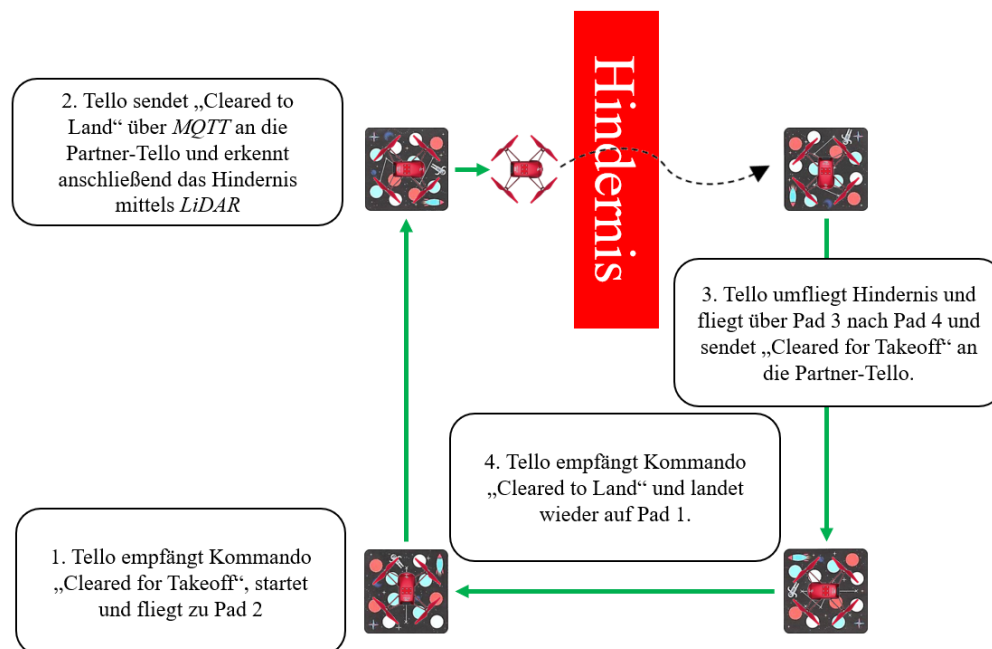 2. Tello sendet „Cleared to
Land“ über MQTT an die
Partner-Tello und erkennt
anschließend das Hindernis
mittels LiDAR
Hindernis
3. Tello umfliegt Hindernis und
fliegt über Pad 3 nach Pad 4 und
sendet „Cleared for Takeoff“ an
die Partner-Tello.
4. Tello empfängt Kommando
„Cleared to Land“ und landet
wieder auf Pad 1.
1. Tello empfängt Kommando
„Cleared for Takeoff“, startet
und fliegt zu Pad 2